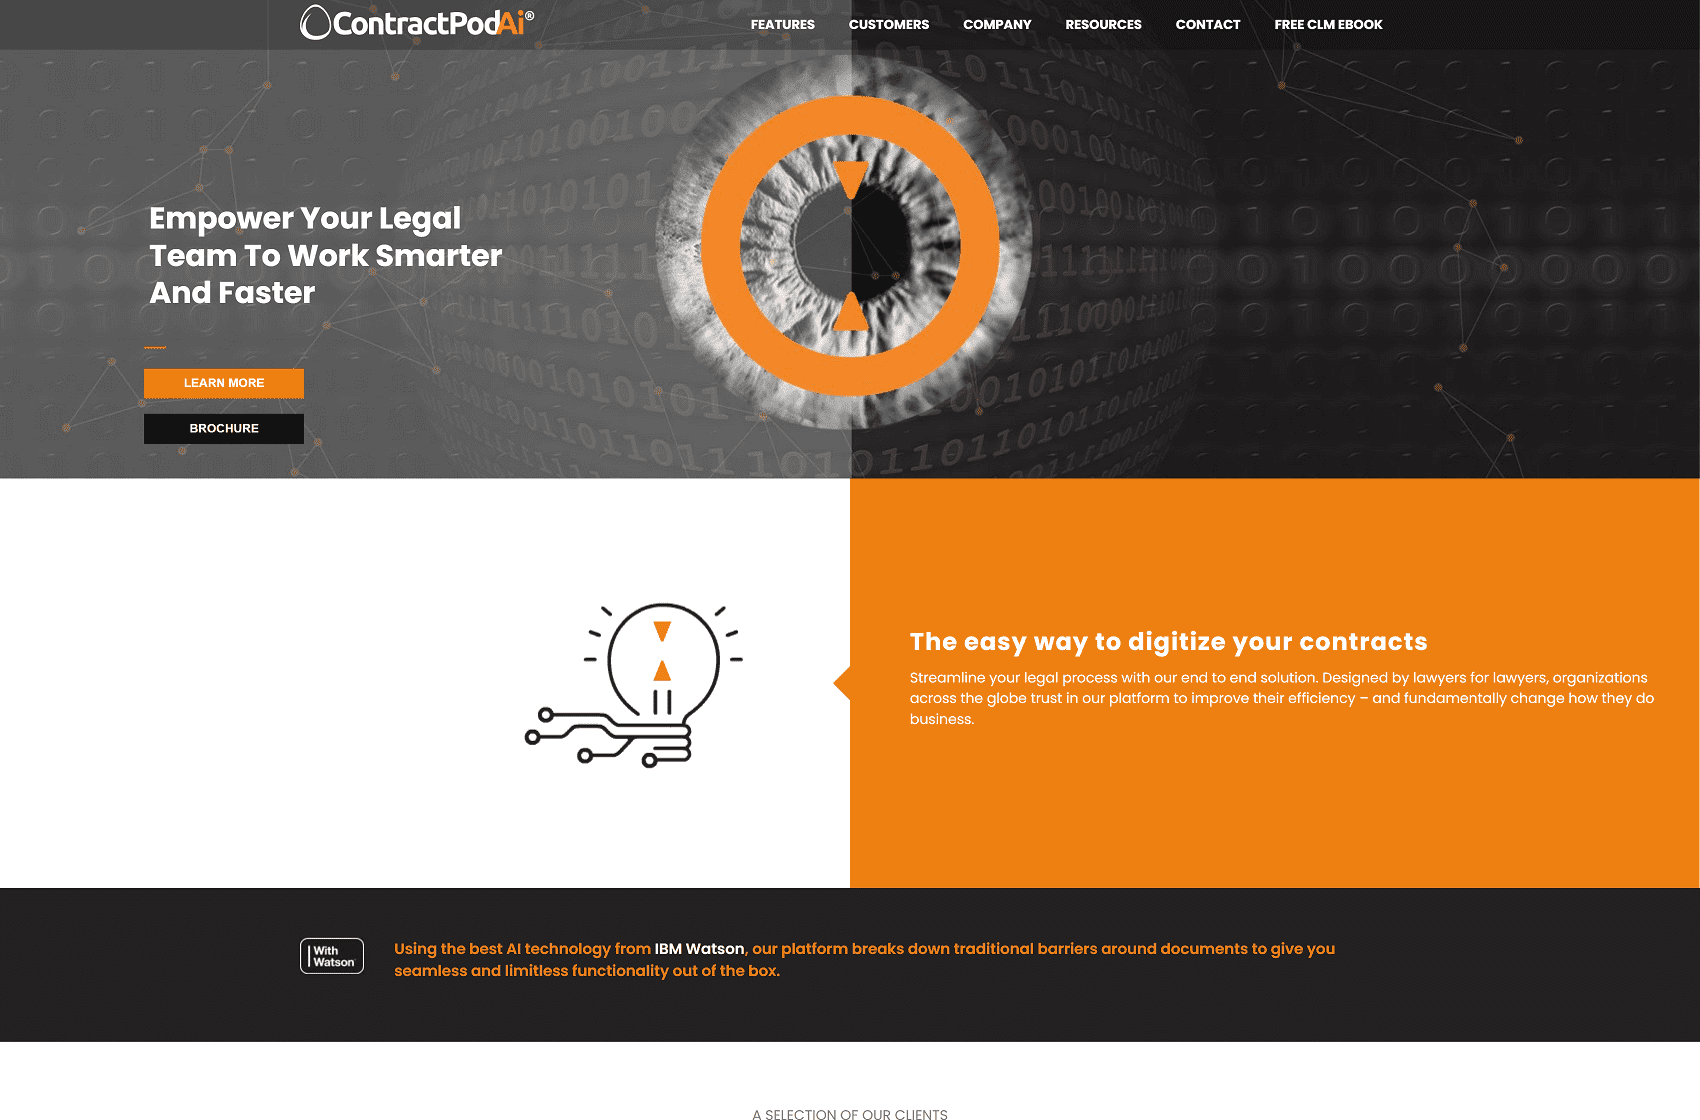 ContractPodAi®
FEATURES
CUSTOMERS
COMPANY
RESOURCES
CONTACT
FREE CLM EBOOK
Empower Your Legal
Team To Work Smarter
And Faster
LEARN MORE
BROCHURE
The easy way to digitize your contracts
Streamline your legal process with our end to end solution. Designed by lawyers for lawyers, organizations
across the globe trust in our platform to improve their efficiency – and fundamentally change how they do
business.
With
Watson
Using the best AI technology from IBM Watson, our platform breaks down traditional barriers around documents to give you
seamless and limitless functionality out of the box.
A SELECTION OF OUR CLIENTS